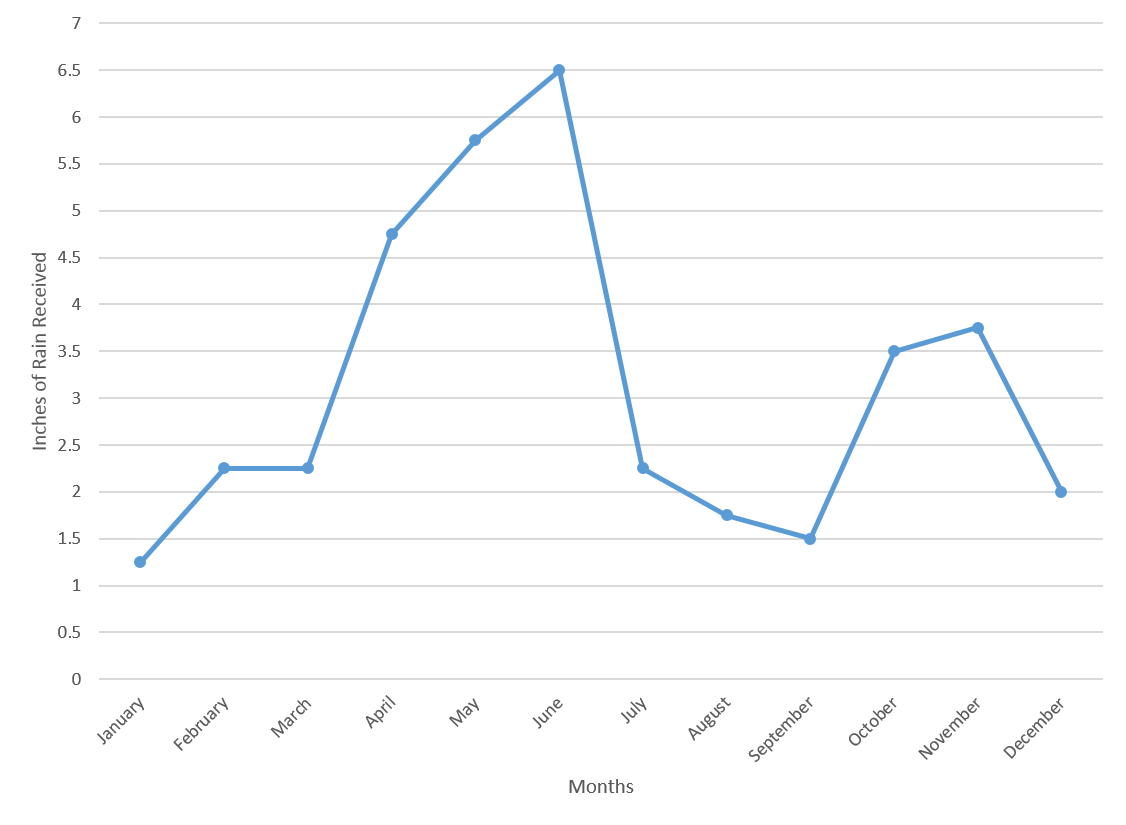 7
6.5
6
5.5
5
4.5
4
3.5
3
2.5
2
1.5
1
0.5
0
Inches of Rain Received
January
February
March
April
May
June
July
August
September
October
November
December
Months